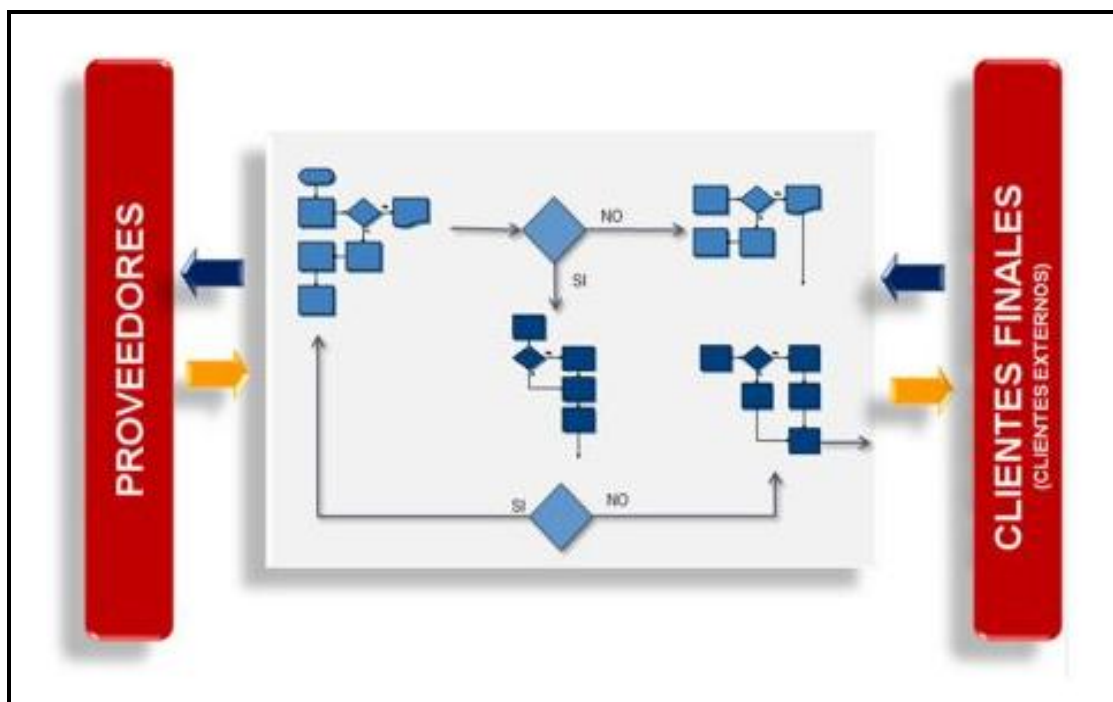 PROVEEDORES
NO
SI
SI
NO
CLIENTES FINALES
(CLIENTES EXTERNOS)